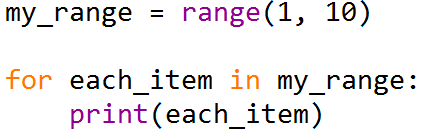 my_range = range(1, 10)
for each_item in my_range:
    print(each_item)